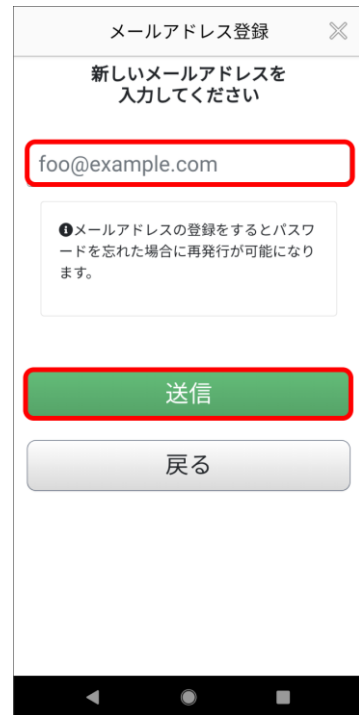 メールアドレス登録
新しいメールアドレスを
入力してください
foo@example.com
メールアドレスの登録をするとパスワ
ードを忘れた場合に再発行が可能になり
ます。
送信
戻る